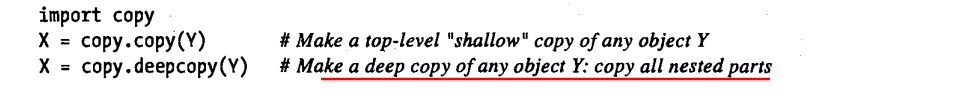 import copy
X = copy.copy(Y) # Make a top-level "shallow" copy of any object Y
X = copy.deepcopy(Y) # Make a deep copy of any object Y: copy all nested parts